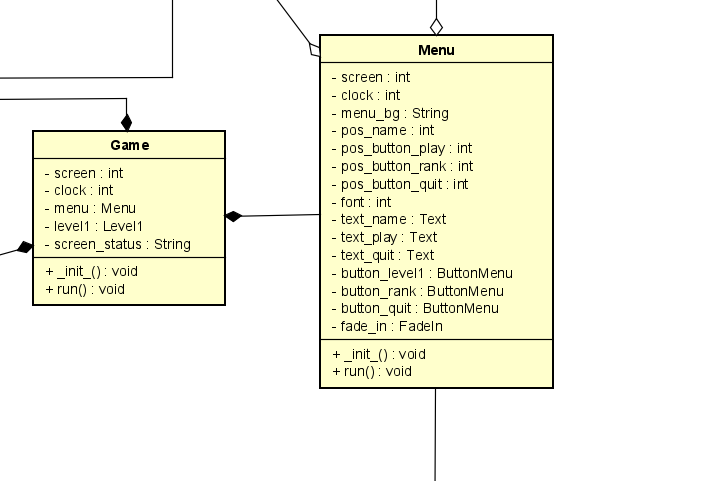 Menu
- screen : int
- clock : int
- menu_bg : String
- pos_name : int
- pos_button_play : int
- pos_button_rank : int
- pos_button_quit : int
- font : int
- text_name : Text
- text_play : Text
- text_quit : Text
- button_level1 : ButtonMenu
- button_rank : ButtonMenu
- button_quit : ButtonMenu
- fade_in : FadeIn
+ _init_() : void
+ run() : void
Game
- screen : int
- clock : int
- menu : Menu
- level1 : Level1
- screen_status : String
+ _init_() : void
+ run() : void